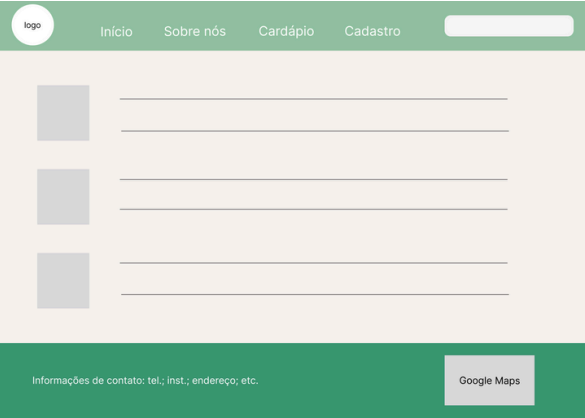 logo
Início
Sobre nós
Cardápio
Cadastro
Informações de contato: tel.; inst.; endereço; etc.
Google Maps